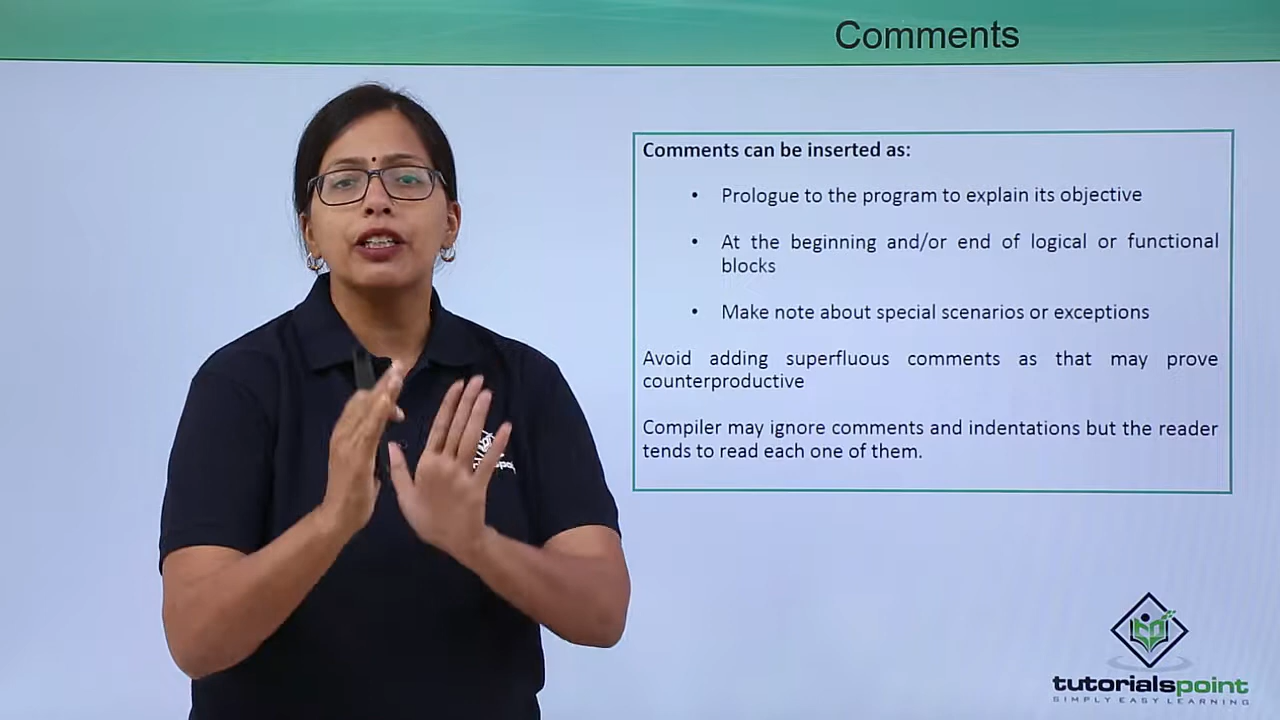 Comments
Comments can be inserted as:
• Prologue to the program to explain its objective
• At the beginning and/or end of logical or functional
blocks
• Make note about special scenarios or exceptions
Avoid adding superfluous comments as that may prove
counterproductive
Compiler may ignore comments and indentations but the reader
tends to read each one of them.
tutorialspoint
SIMPLY EASY LEARNING